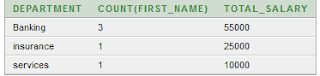 DEPARTMENT COUNT(FIRST_NAME) TOTAL_SALARY
Banking 3 55000
insurance 1 25000
services 1 10000